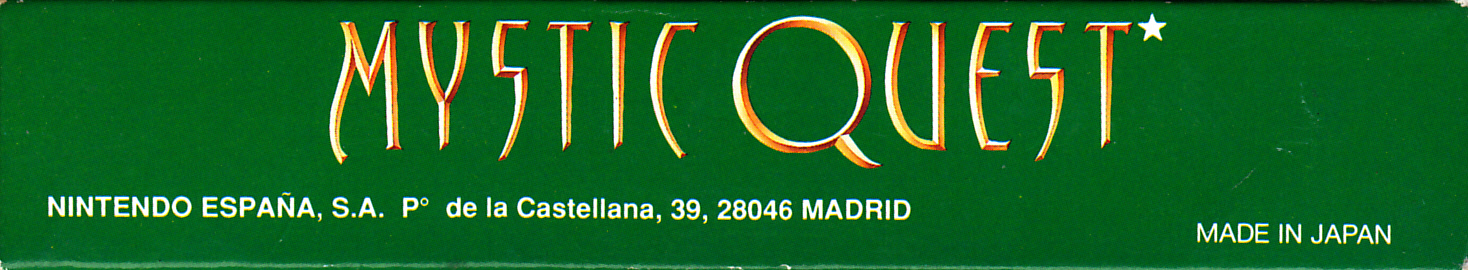 MYSTIC QUEST★
NINTENDO ESPAÑA, S.A. P° de la Castellana, 39, 28046 MADRID
MADE IN JAPAN